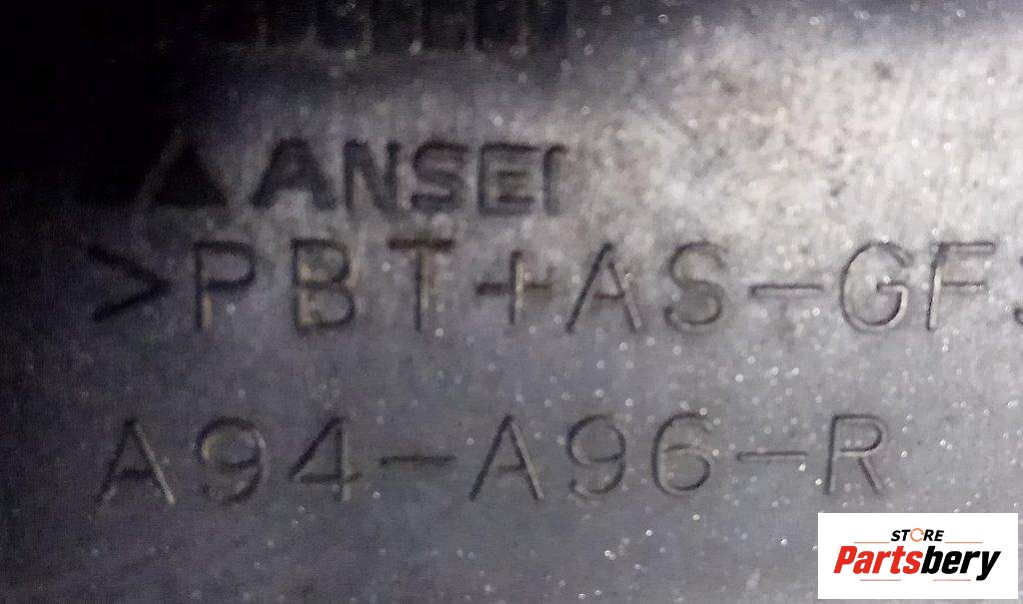 ANSEI
>PBT+AS-GF
A94-A96-R
STORE
Partsbery